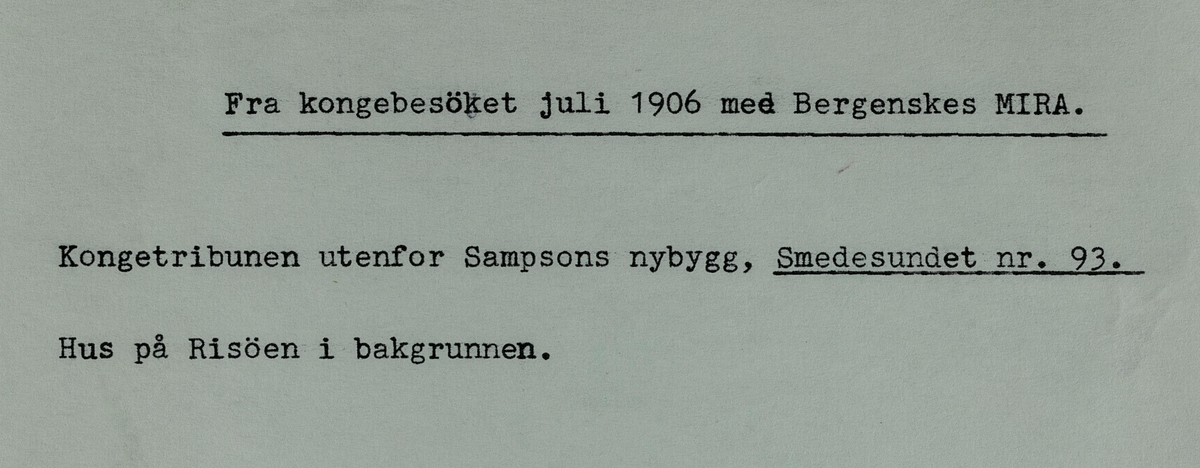 Fra kongebesöket juli 1906 med Bergenskes MIRA.
Kongetribunen utenfor Sampsons nybygg, Smedesundet nr. 93.
Hus på Risöen i bakgrunnen.